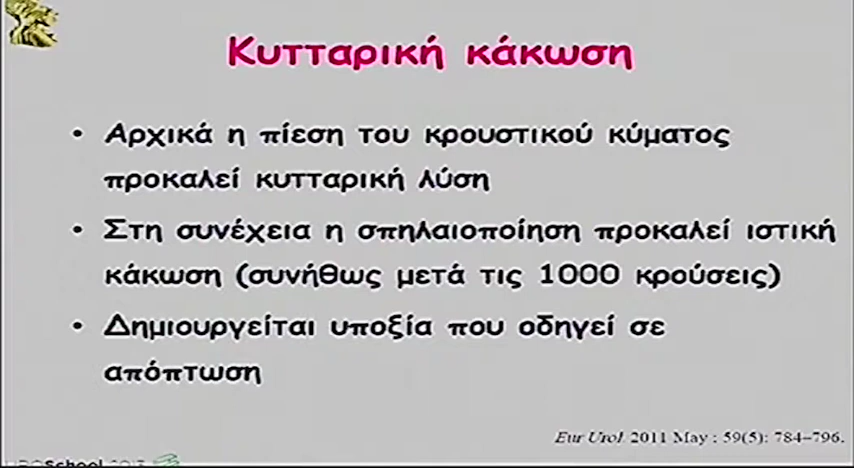 Κυτταρική κάκωση
• Αρχικά η πίεση του κρουστικού κύματος
προκαλεί κυτταρική λύση
• Στη συνέχεια η σπηλαιοποίηση προκαλεί ιστική
κάκωση (συνήθως μετά τις 1000 κρούσεις)
• Δημιουργείται υποξία που οδηγεί σε
απόπτωση
Eur Urol. 2011 May ; 59(5): 784–796.
School